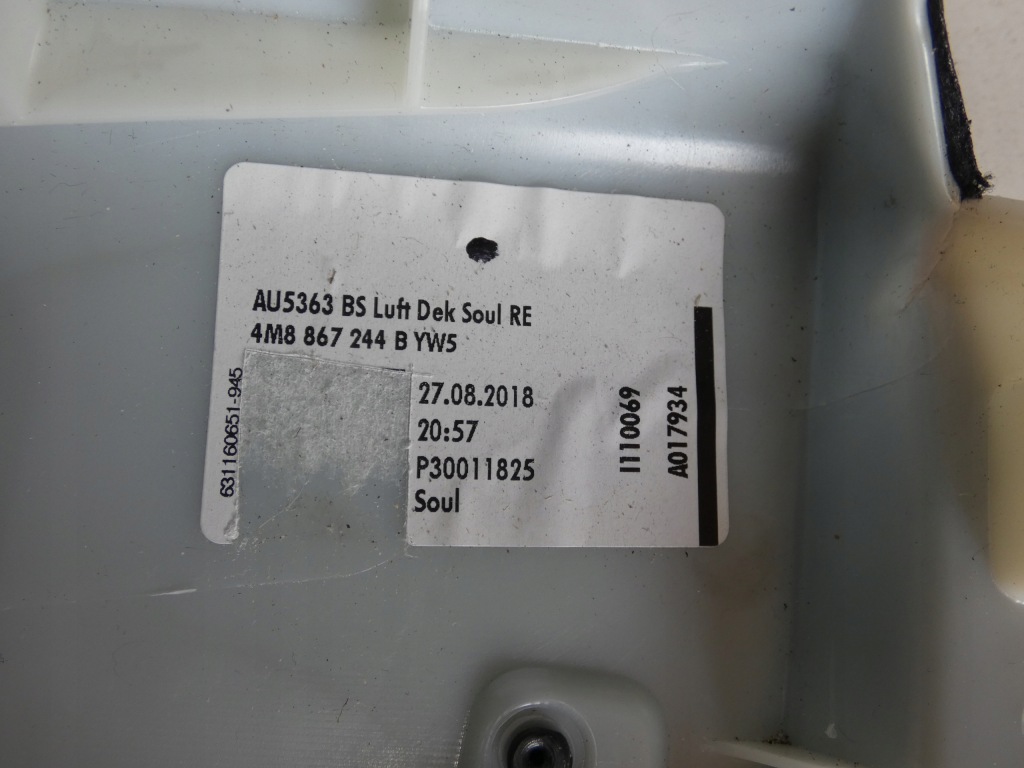 AU5363 BS Luft Dek Soul RE
4M8 867 244 B YW5
631160651-945
27.08.2018
20:57
P30011825
Soul
I110069
A017934